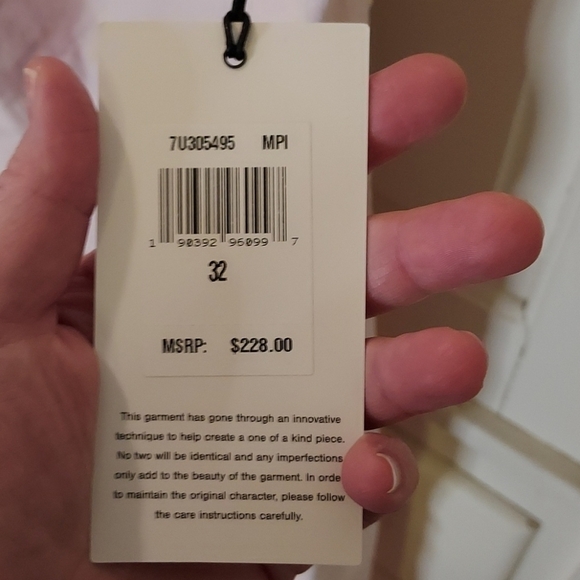 7U305495 MPI
1 90392 96099 7
32
MSRP: $228.00
This garment has gone through an innovative
technique to help create a one of a kind piece.
No two will be identical and any imperfections
only add to the beauty of the garment. In orde
to maintain the original character, please follow
the care instructions carefully.